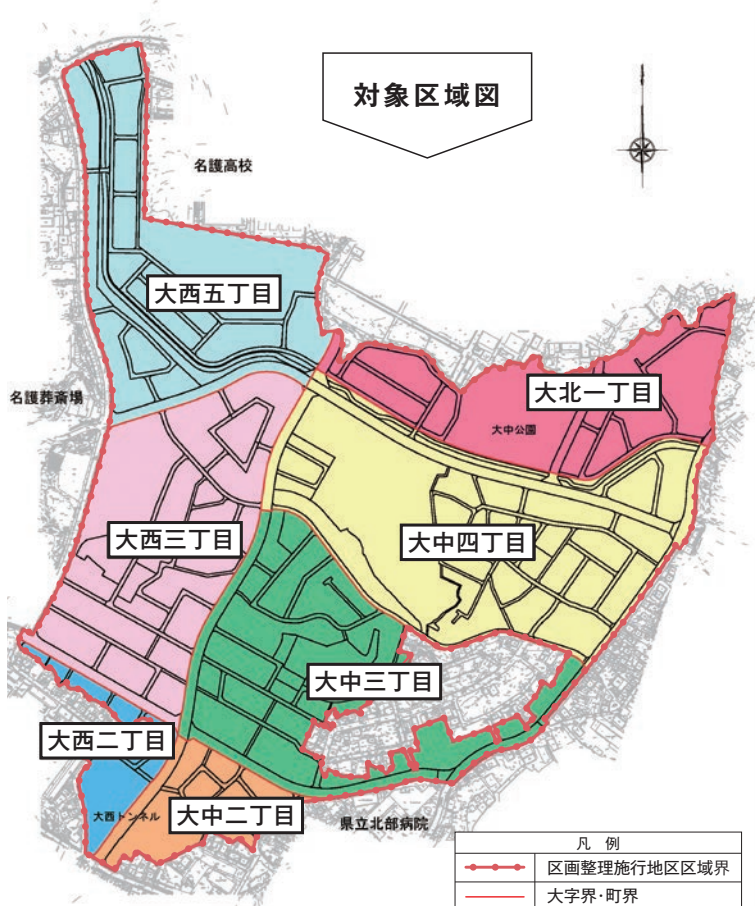 対象区域図
名護高校
大西五丁目
大北一丁目
名護葬斎場
大中公園
大西三丁目
大中四丁目
大中三丁目
大西二丁目
大西トンネル
大中二丁目
県立北部病院
凡 例
区画整理施行地区区域界
大字界・町界